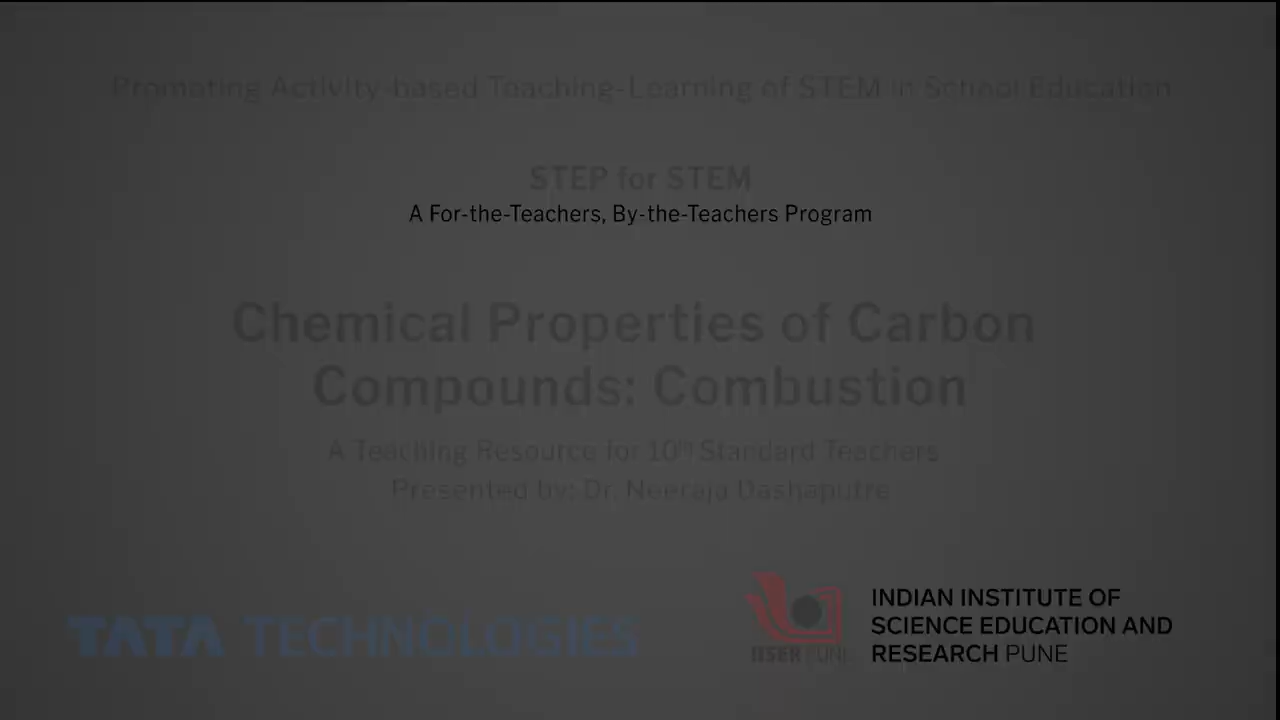 Promoting Activity-based Teaching-Learning of STEM in School Education
STEP for STEM
A For-the-Teachers, By-the-Teachers Program
Chemical Properties of Carbon
Compounds: Combustion
A Teaching Resource for 10th Standard Teachers
Presented by: Dr. Neeraja Dashaputre
TATA TECHNOLOGIES
IISER PUNE
INDIAN INSTITUTE OF
SCIENCE EDUCATION AND
RESEARCH PUNE